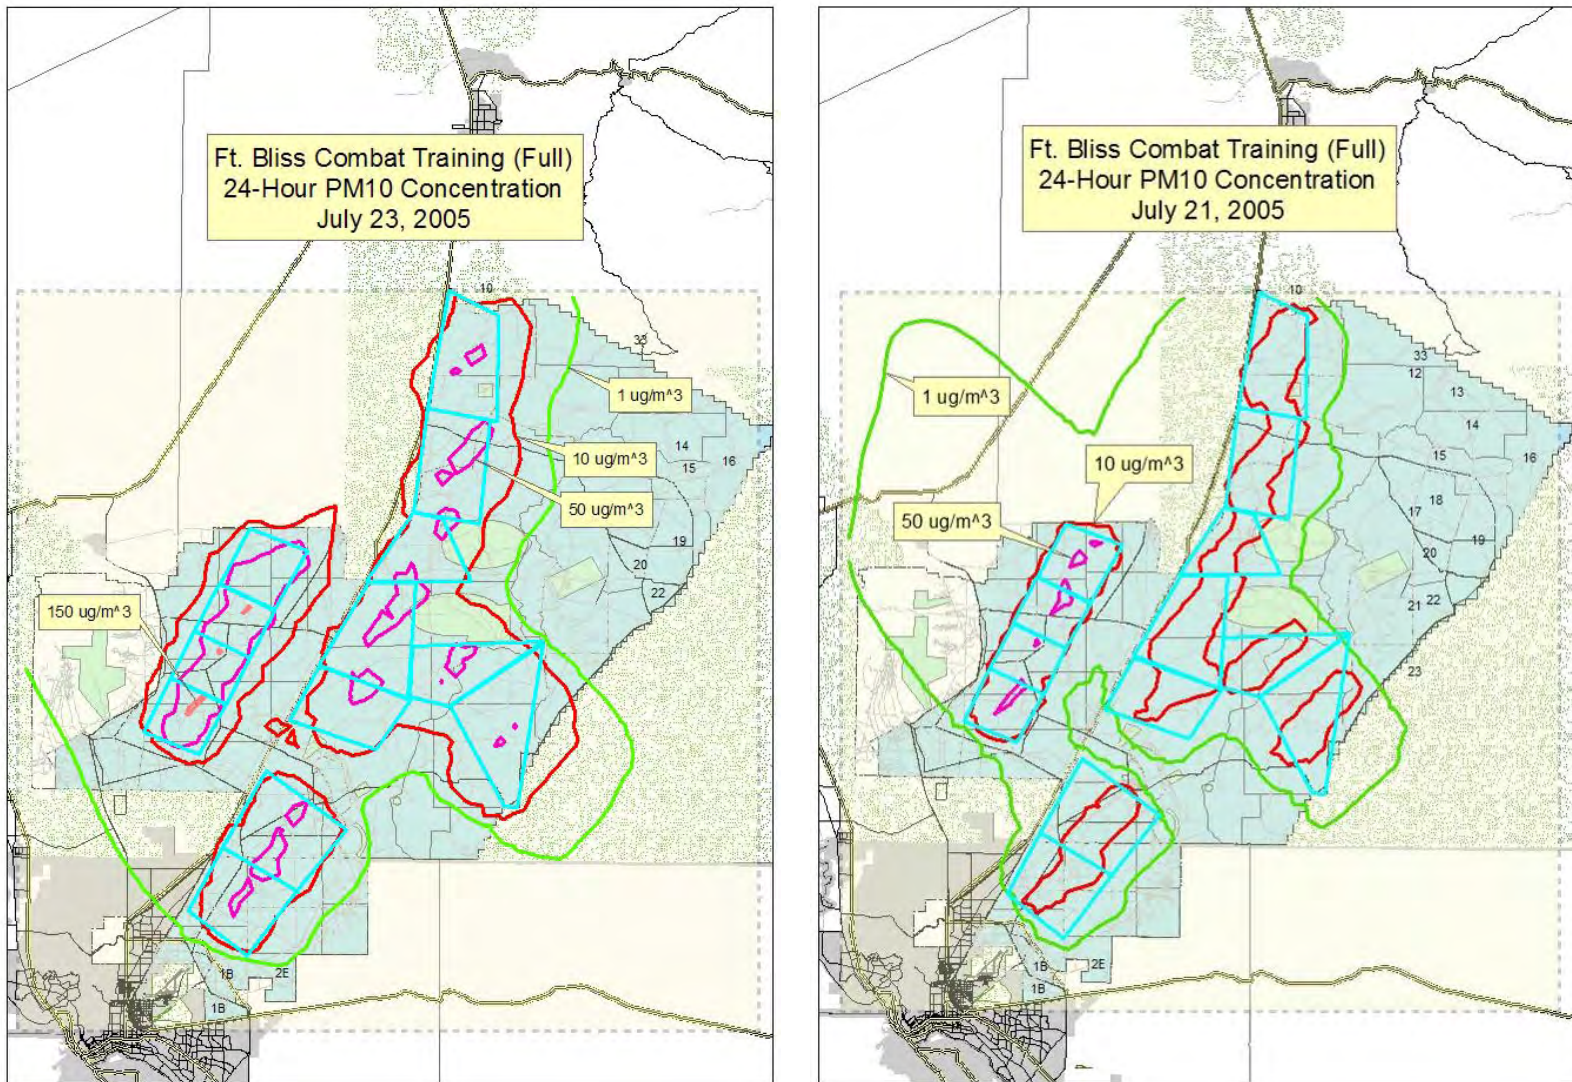 Ft. Bliss Combat Training (Full)
24-Hour PM10 Concentration
July 23, 2005
10
33
1 ug/m^3
14
10 ug/m^3
15
16
50 ug/m^3
19
20
22
150 ug/m^3
1B
2E
1B
Ft. Bliss Combat Training (Full)
24-Hour PM10 Concentration
July 21, 2005
10
33
12
13
1 ug/m^3
14
15
16
10 ug/m^3
18
50 ug/m^3
17
19
20
21
22
23
1B
2E
1B